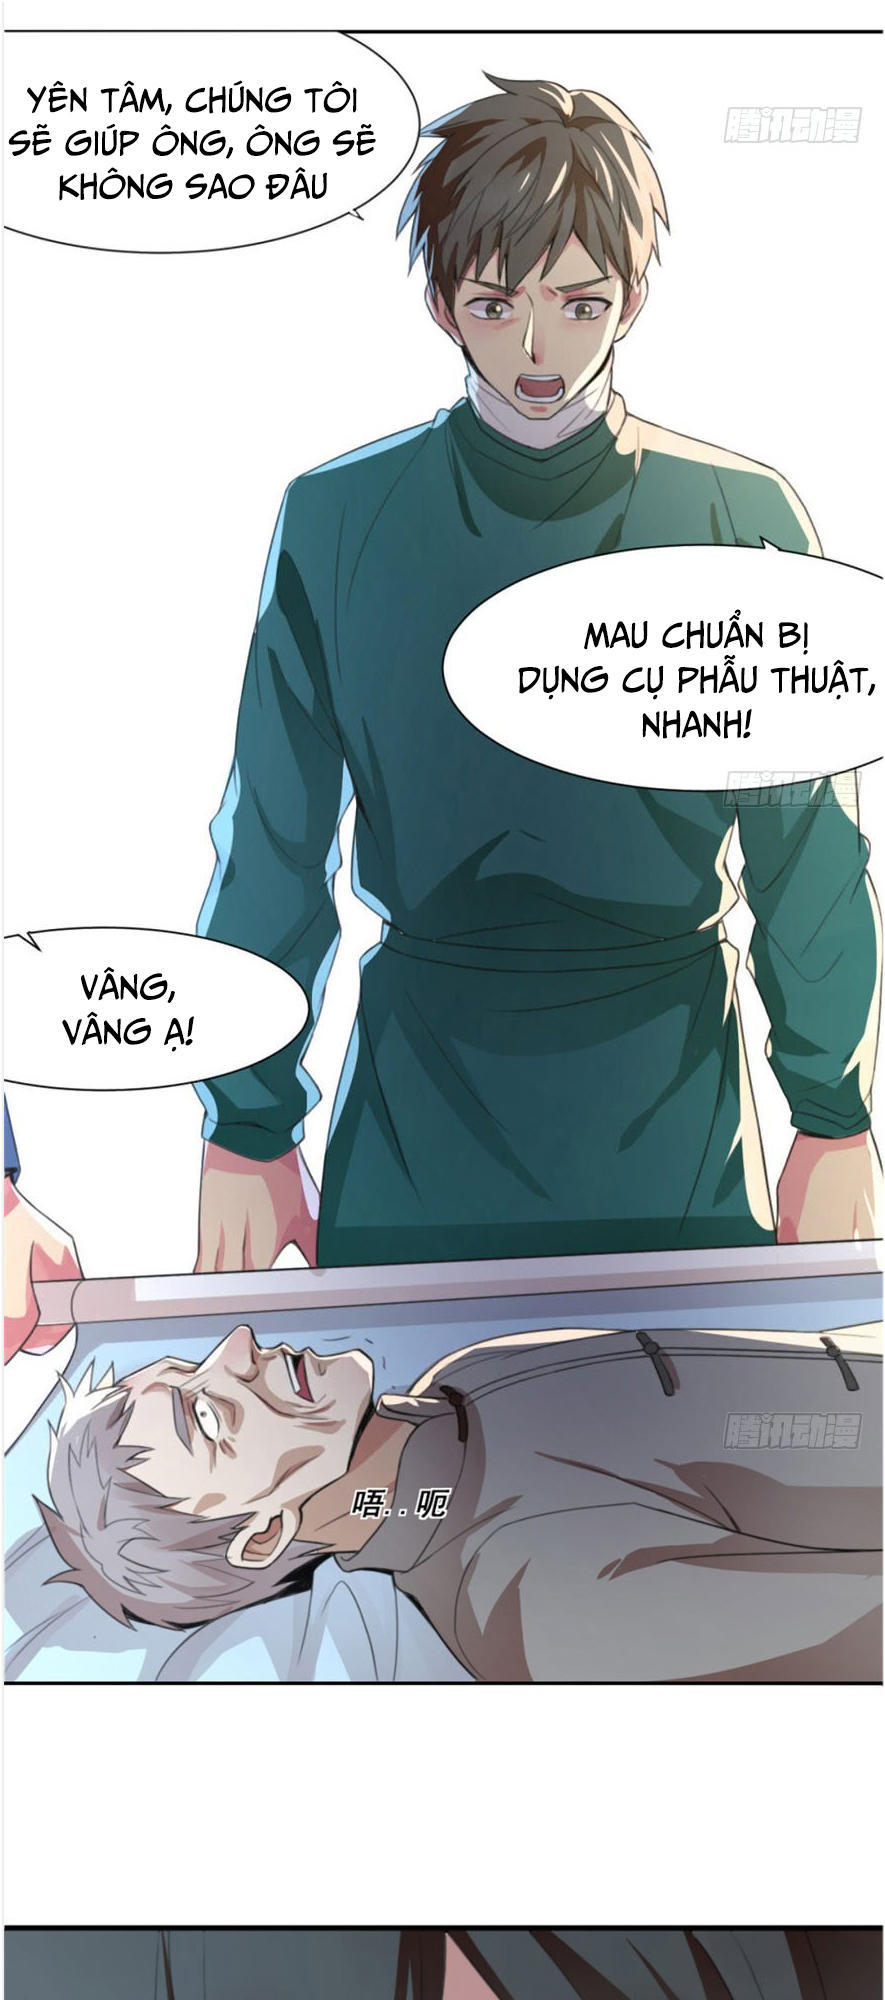 腾讯动漫
YÊN TÂM, CHÚNG TÔI
SẼ GIÚP ÔNG, ÔNG SẼ
KHÔNG SAO ĐÂU
MAU CHUẨN BỊ
DỤNG CỤ PHẪU THUẬT,
NHANH!
腾讯动漫
VÂNG,
VÂNG Ạ!
腾讯动漫
唔..呃